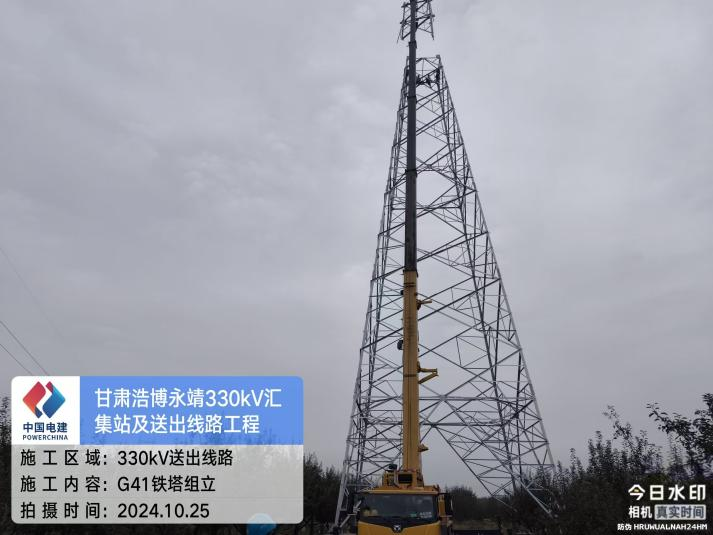 甘肃浩博永靖330kV汇
集站及送出线路工程
中国电建
POWERCHINA
施工区域：330kV送出线路
施工内容：G41铁塔组立
拍摄时间：2024.10.25
今日水印
相机 真实时间
防伪 HRUWUALNAH24HM